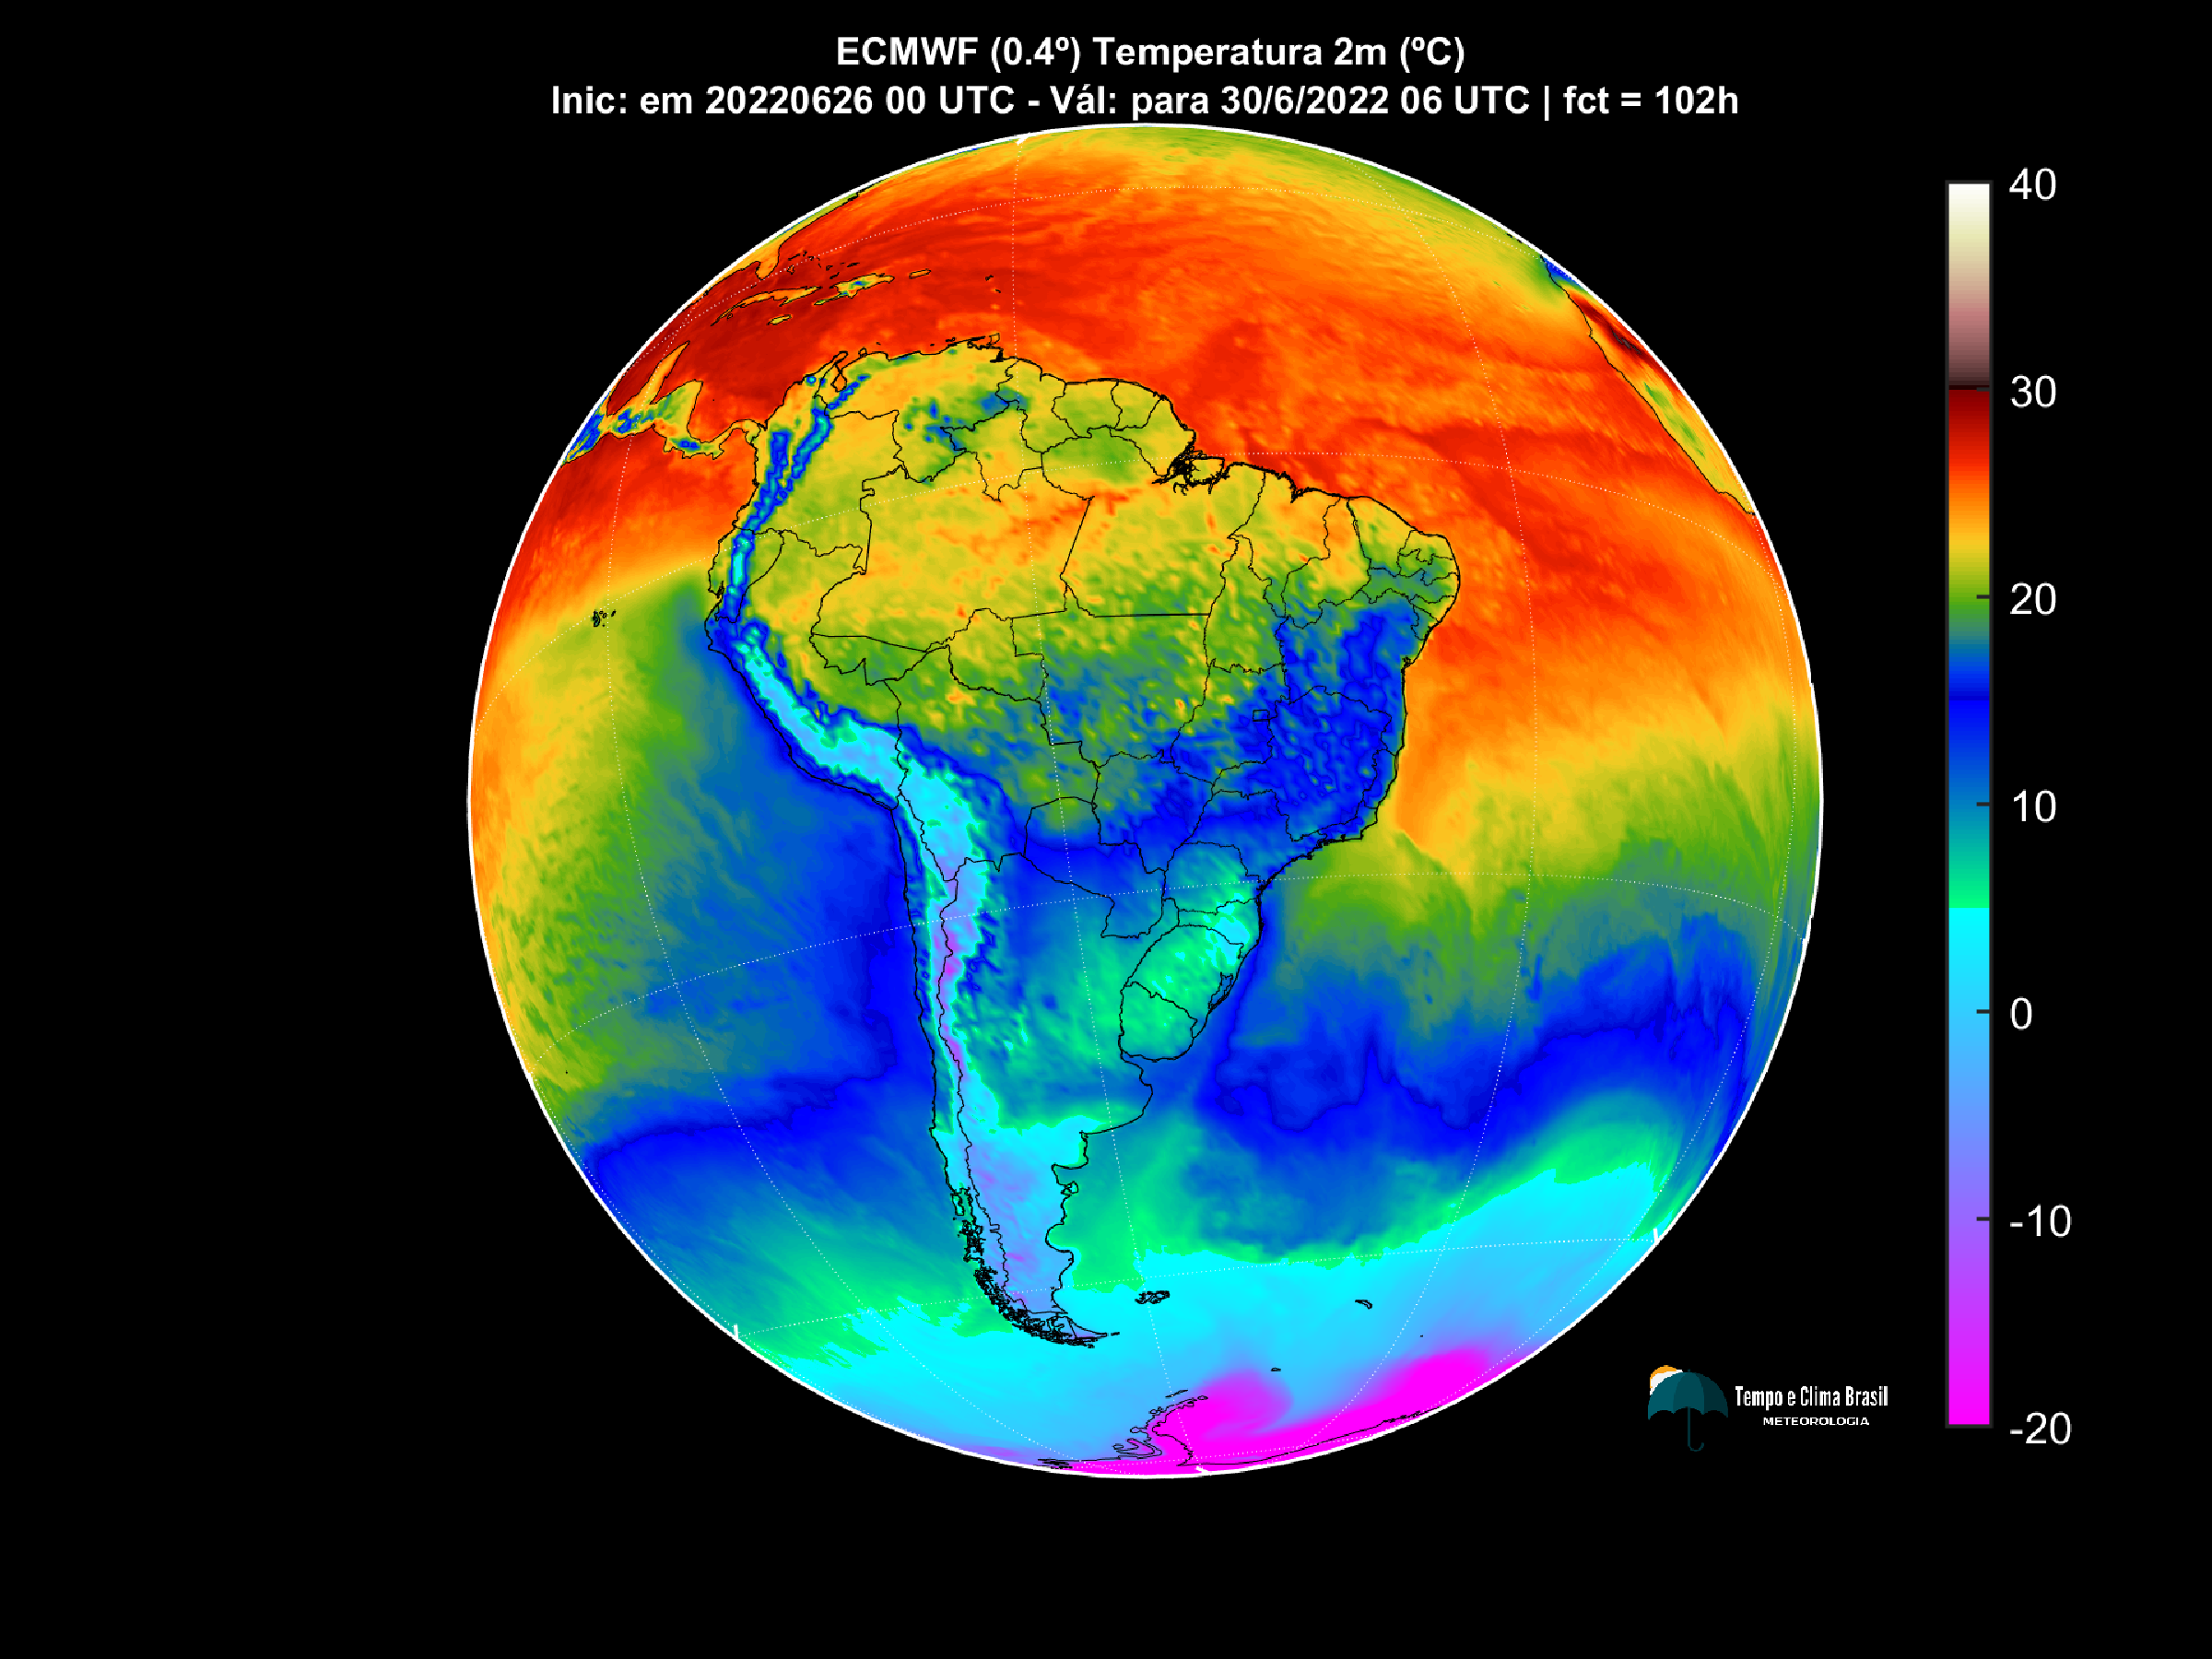 ECMWF (0.4º) Temperatura 2m (ºC)
Inic: em 20220626 00 UTC - Vál: para 30/6/2022 06 UTC | fct = 102h
40
30
20
10
0
-10
-20
Tempo e Clima Brasil
METEOROLOGIA